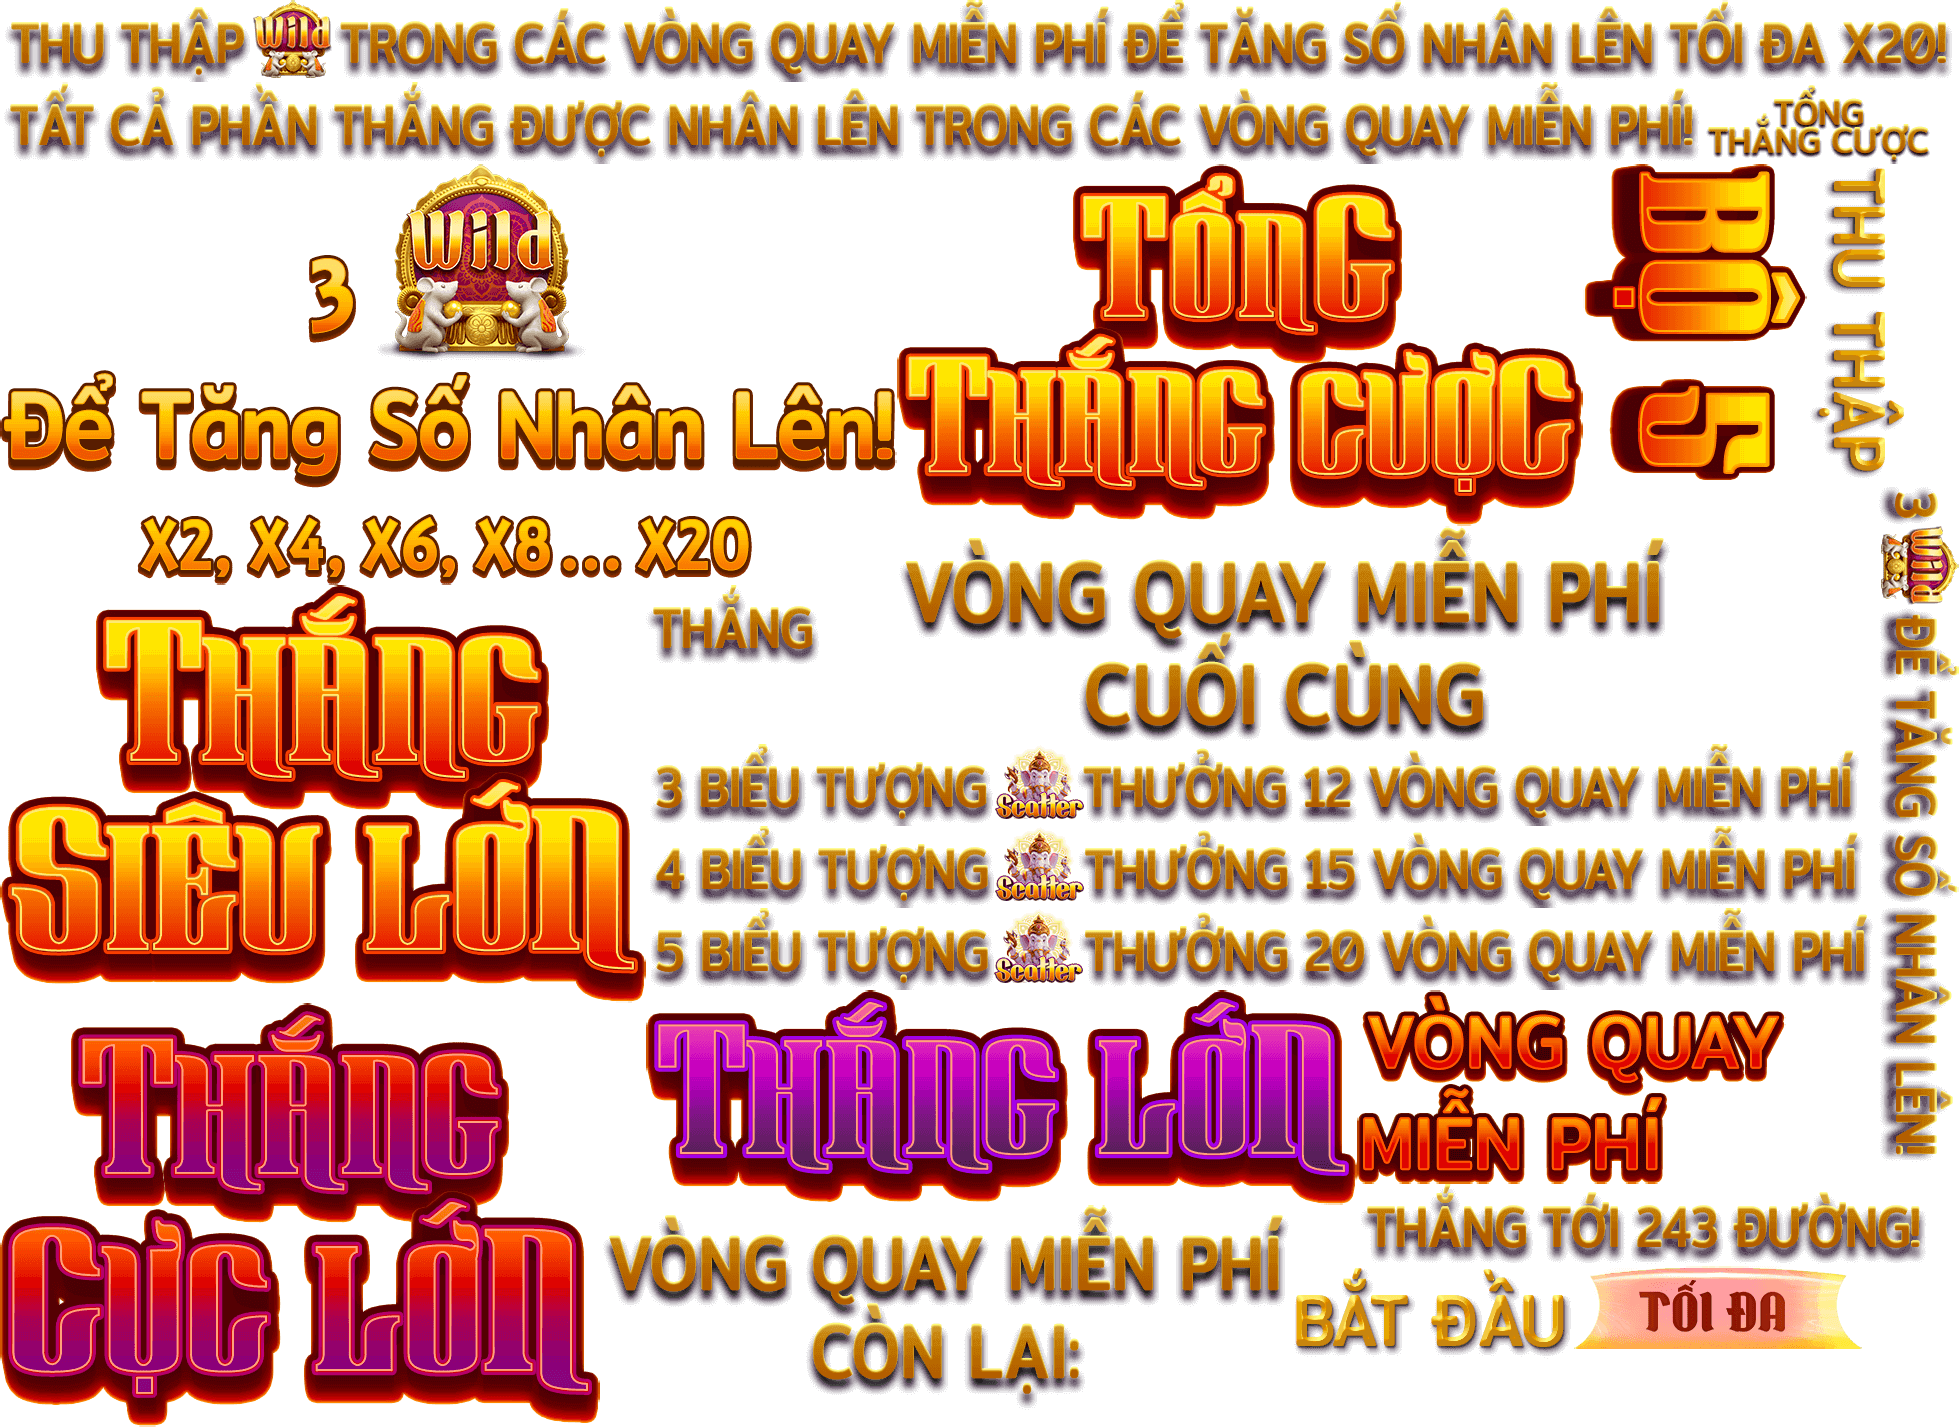 THU THẬP Wild TRONG CÁC VÒNG QUAY MIỄN PHÍ ĐỂ TĂNG SỐ NHÂN LÊN TỐI ĐA X20!
TẤT CẢ PHẦN THẮNG ĐƯỢC NHÂN LÊN TRONG CÁC VÒNG QUAY MIỄN PHÍ!
TỔNG
THẮNG CƯỢC
3 Wild
Để Tăng Số Nhân Lên!
X2, X4, X6, X8... X20
TỔNG
THẮNG CƯỢC
BỘ 5
THU THẬP
3 Wild ĐỂ TĂNG SỐ NHÂN LÊN!
THẮNG
SIÊU LỚN
THẮNG
VÒNG QUAY MIỄN PHÍ
CUỐI CÙNG
3 BIỂU TƯỢNG Scatter THƯỞNG 12 VÒNG QUAY MIỄN PHÍ
4 BIỂU TƯỢNG Scatter THƯỞNG 15 VÒNG QUAY MIỄN PHÍ
5 BIỂU TƯỢNG Scatter THƯỞNG 20 VÒNG QUAY MIỄN PHÍ
THẮNG
CỰC LỚN
THẮNG LỚN
VÒNG QUAY
MIỄN PHÍ
VÒNG QUAY MIỄN PHÍ
CÒN LẠI:
THẮNG TỚI 243 ĐƯỜNG!
BẮT ĐẦU
TỐI ĐA